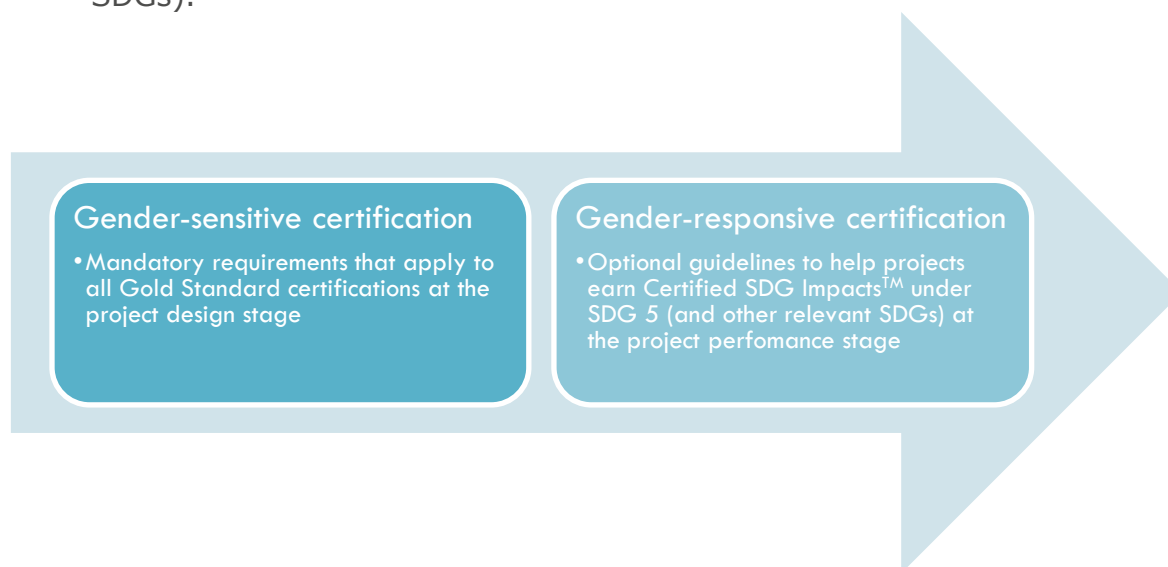 SDGs).
Gender-sensitive certification
•Mandatory requirements that apply to
all Gold Standard certifications at the
project design stage
Gender-responsive certification
•Optional guidelines to help projects
earn Certified SDG Impacts™ under
SDG 5 (and other relevant SDGs) at
the project perfomance stage